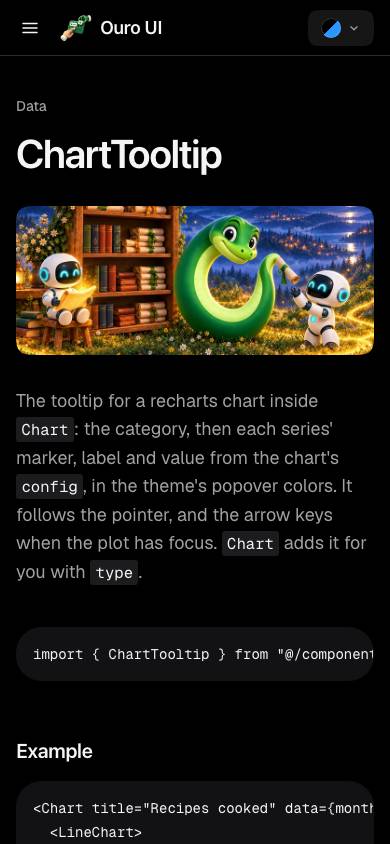 Ouro UI
Data
ChartTooltip
The tooltip for a recharts chart inside
Chart: the category, then each series'
marker, label and value from the chart's
config, in the theme's popover colors. It
follows the pointer, and the arrow keys
when the plot has focus. Chart adds it for
you with type.
import { ChartTooltip } from "@/component
Example
<Chart title="Recipes cooked" data={month
<LineChart>